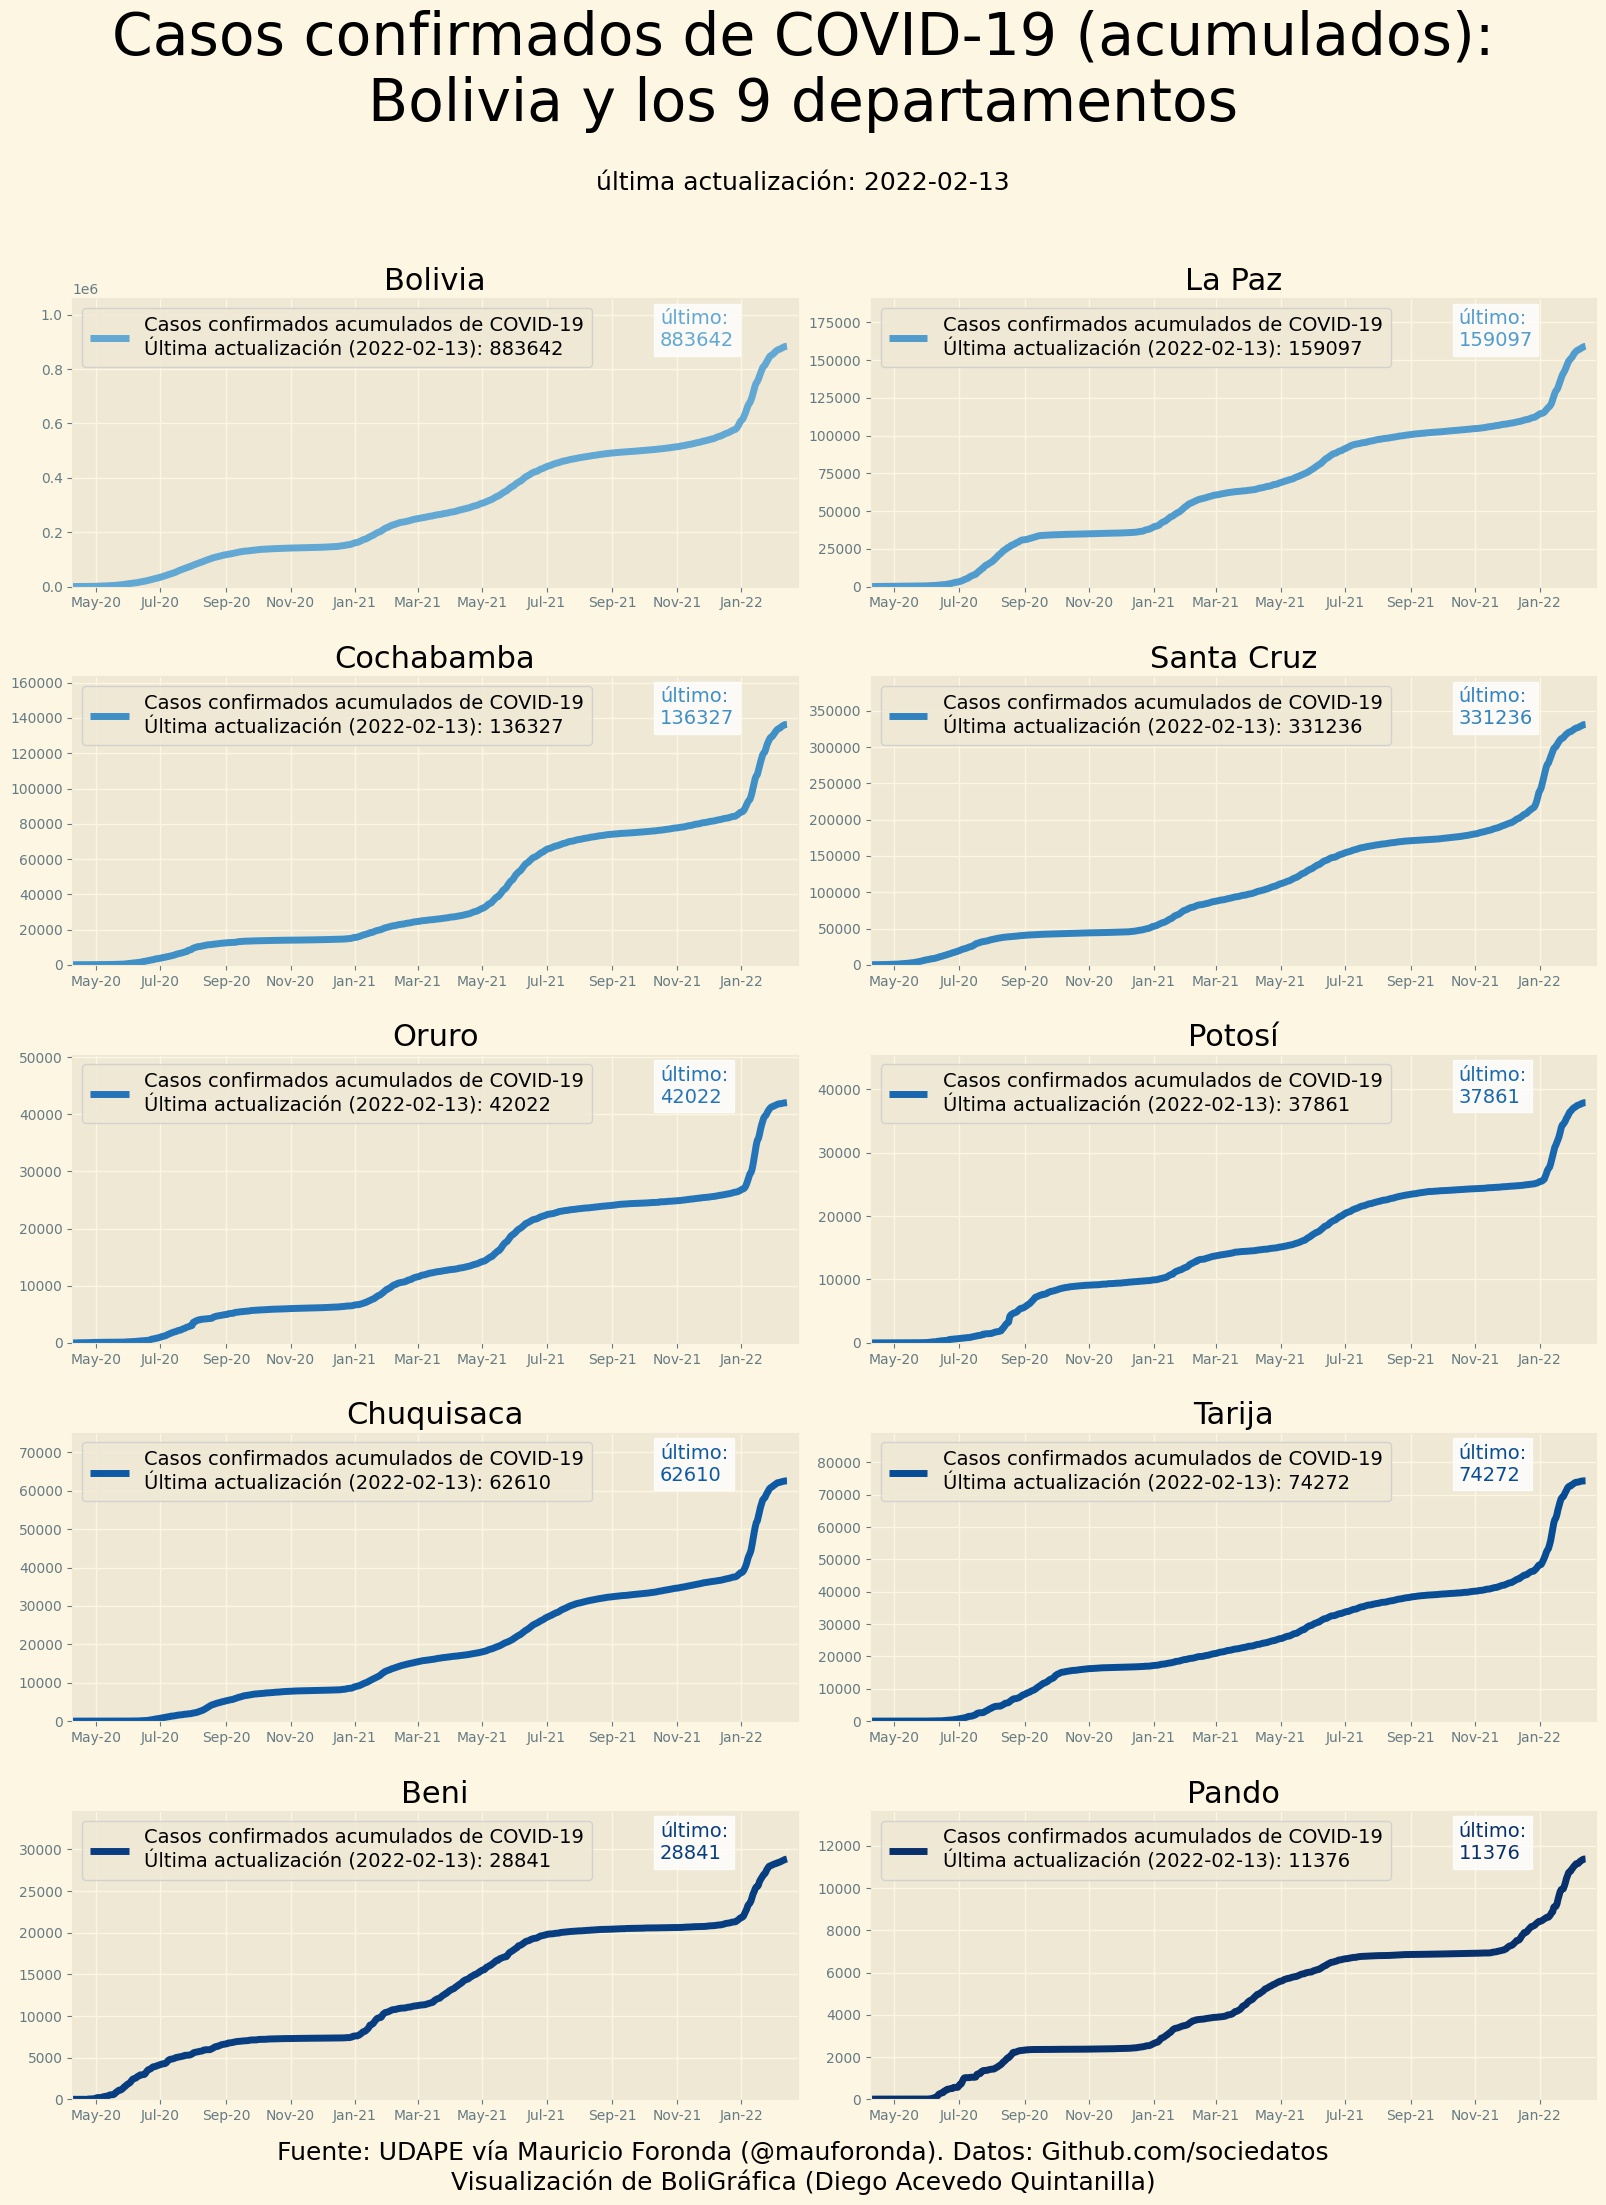 Casos confirmados de COVID-19 (acumulados):
Bolivia y los 9 departamentos
última actualización: 2022-02-13
Bolivia
1e6
1.0
0.8
0.6
0.4
0.2
0.0
Casos confirmados acumulados de COVID-19
Última actualización (2022-02-13): 883642
último:
883642
May-20 Jul-20 Sep-20 Nov-20 Jan-21 Mar-21 May-21 Jul-21 Sep-21 Nov-21 Jan-22
La Paz
175000
150000
125000
100000
75000
50000
25000
0
Casos confirmados acumulados de COVID-19
Última actualización (2022-02-13): 159097
último:
159097
May-20 Jul-20 Sep-20 Nov-20 Jan-21 Mar-21 May-21 Jul-21 Sep-21 Nov-21 Jan-22
Cochabamba
160000
140000
120000
100000
80000
60000
40000
20000
0
Casos confirmados acumulados de COVID-19
Última actualización (2022-02-13): 136327
último:
136327
May-20 Jul-20 Sep-20 Nov-20 Jan-21 Mar-21 May-21 Jul-21 Sep-21 Nov-21 Jan-22
Santa Cruz
350000
300000
250000
200000
150000
100000
50000
0
Casos confirmados acumulados de COVID-19
Última actualización (2022-02-13): 331236
último:
331236
May-20 Jul-20 Sep-20 Nov-20 Jan-21 Mar-21 May-21 Jul-21 Sep-21 Nov-21 Jan-22
Oruro
50000
40000
30000
20000
10000
0
Casos confirmados acumulados de COVID-19
Última actualización (2022-02-13): 42022
último:
42022
May-20 Jul-20 Sep-20 Nov-20 Jan-21 Mar-21 May-21 Jul-21 Sep-21 Nov-21 Jan-22
Potosí
40000
30000
20000
10000
0
Casos confirmados acumulados de COVID-19
Última actualización (2022-02-13): 37861
último:
37861
May-20 Jul-20 Sep-20 Nov-20 Jan-21 Mar-21 May-21 Jul-21 Sep-21 Nov-21 Jan-22
Chuquisaca
70000
60000
50000
40000
30000
20000
10000
0
Casos confirmados acumulados de COVID-19
Última actualización (2022-02-13): 62610
último:
62610
May-20 Jul-20 Sep-20 Nov-20 Jan-21 Mar-21 May-21 Jul-21 Sep-21 Nov-21 Jan-22
Tarija
80000
70000
60000
50000
40000
30000
20000
10000
0
Casos confirmados acumulados de COVID-19
Última actualización (2022-02-13): 74272
último:
74272
May-20 Jul-20 Sep-20 Nov-20 Jan-21 Mar-21 May-21 Jul-21 Sep-21 Nov-21 Jan-22
Beni
30000
25000
20000
15000
10000
5000
0
Casos confirmados acumulados de COVID-19
Última actualización (2022-02-13): 28841
último:
28841
May-20 Jul-20 Sep-20 Nov-20 Jan-21 Mar-21 May-21 Jul-21 Sep-21 Nov-21 Jan-22
Pando
12000
10000
8000
6000
4000
2000
0
Casos confirmados acumulados de COVID-19
Última actualización (2022-02-13): 11376
último:
11376
May-20 Jul-20 Sep-20 Nov-20 Jan-21 Mar-21 May-21 Jul-21 Sep-21 Nov-21 Jan-22
Fuente: UDAPE vía Mauricio Foronda (@mauforonda). Datos: Github.com/sociedatos
Visualización de BoliGráfica (Diego Acevedo Quintanilla)